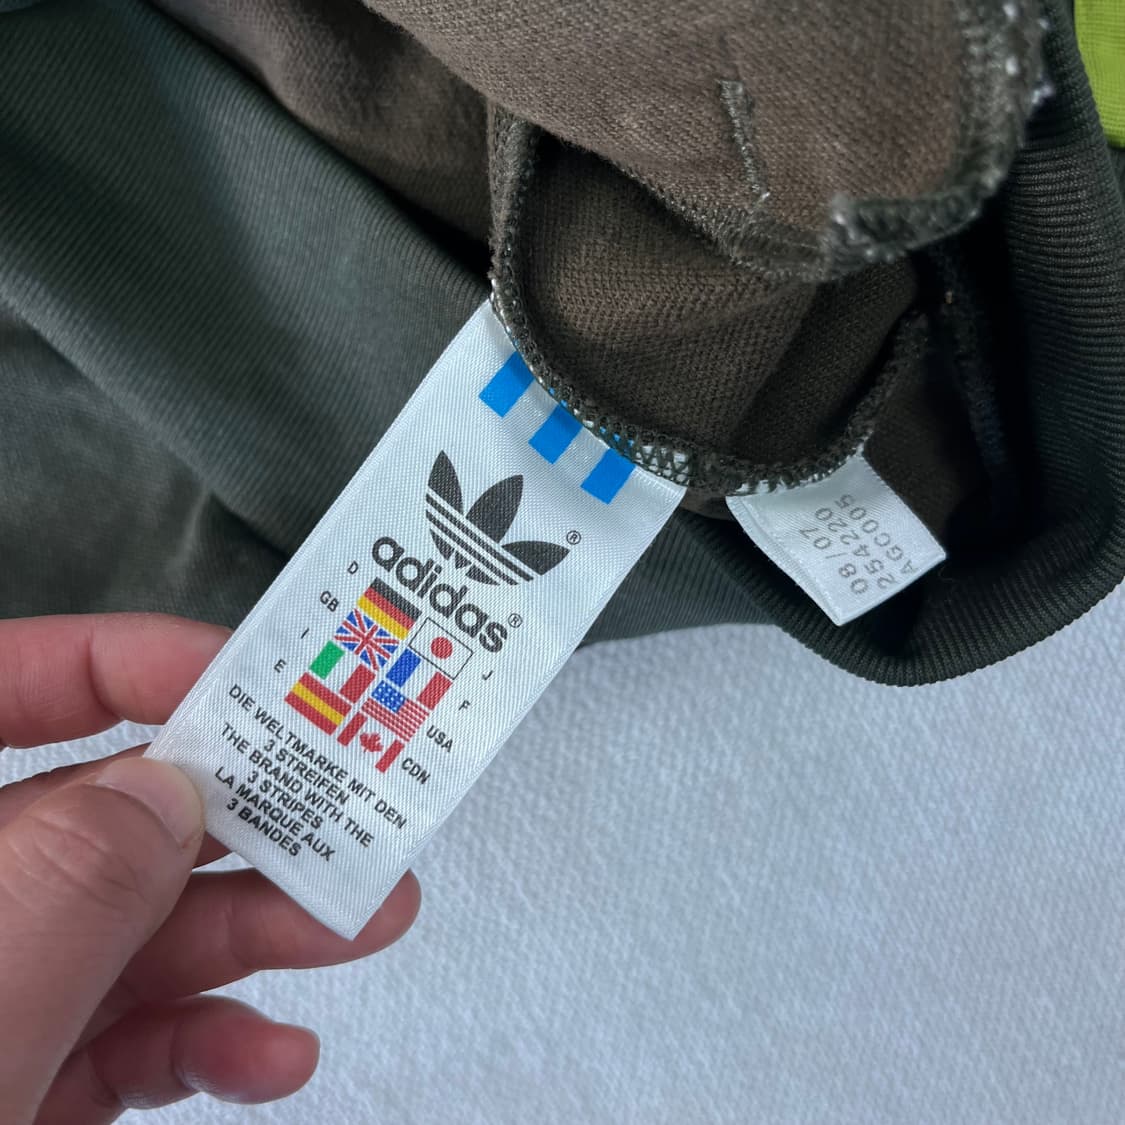 ®
adidas®
D
J
GB
F
I
USA
E
CDN
DIE WELTMARKE MIT DEN
3 STREIFEN
THE BRAND WITH THE
3 STRIPES
LA MARQUE AUX
3 BANDES
08/07
254220
AGC005